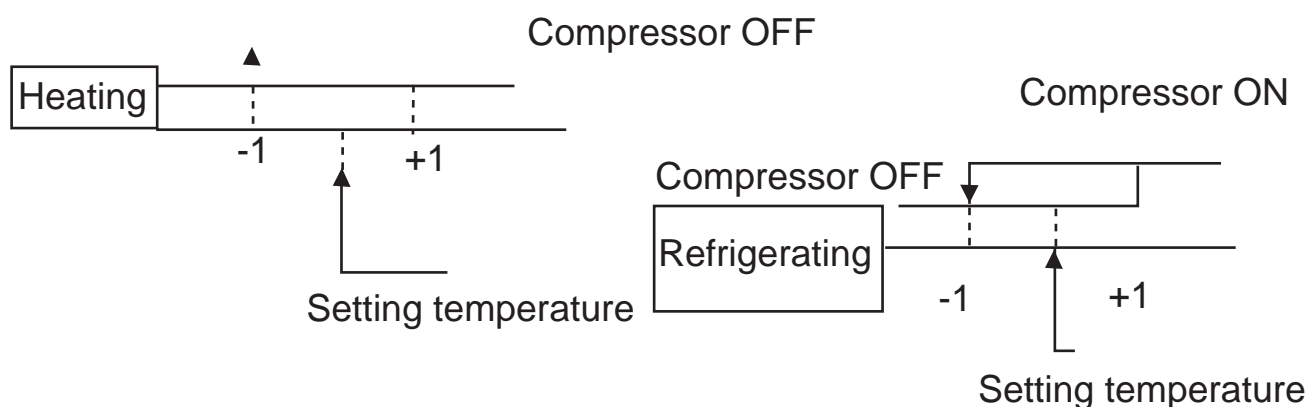 Compressor OFF
Heating
-1
+1
Setting temperature
Compressor ON
Compressor OFF
Refrigerating
-1
+1
Setting temperature